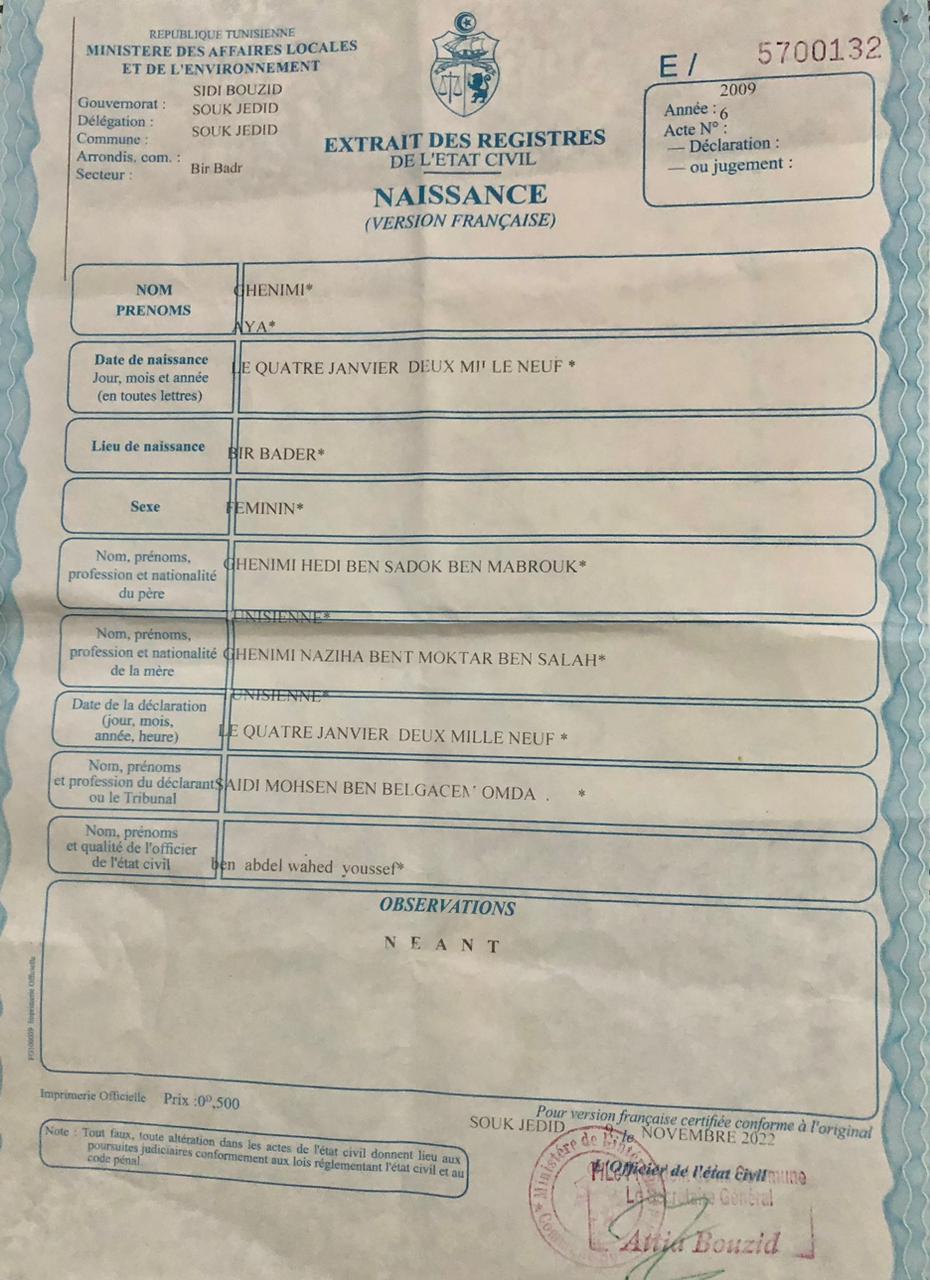 REPUBLIQUE TUNISIENNE
MINISTERE DES AFFAIRES LOCALES
ET DE L'ENVIRONNEMENT
Gouvernorat : SIDI BOUZID
Délégation : SOUK JEDID
Commune : SOUK JEDID
Arrondis. com. :
Secteur : Bir Badr
EXTRAIT DES REGISTRES
DE L'ETAT CIVIL
NAISSANCE
(VERSION FRANÇAISE)
E / 5700132
2009
Année :
6
Acte N° :
— Déclaration :
— ou jugement :
NOM
PRENOMS
GHENIMI*
AYA*
Date de naissance
Jour, mois et année
(en toutes lettres)
LE QUATRE JANVIER DEUX MILLE NEUF *
Lieu de naissance
BIR BADER*
Sexe
FEMININ*
Nom, prénoms,
profession et nationalité
du père
GHENIMI HEDI BEN SADOK BEN MABROUK*
TUNISIENNE*
Nom, prénoms,
profession et nationalité
de la mère
GHENIMI NAZIHA BENT MOKTAR BEN SALAH*
TUNISIENNE*
Date de la déclaration
(jour, mois,
année, heure)
LE QUATRE JANVIER DEUX MILLE NEUF *
Nom, prénoms
et profession du déclarant
ou le Tribunal
SAIDI MOHSEN BEN BELGACEM OMDA . *
Nom, prénoms
et qualité de l'officier
de l'état civil
ben abdel wahed youssef*
OBSERVATIONS
N E A N T
Imprimerie Officielle
Imprimerie Officielle Prix :0ᴰ,500
Note : Tout faux, toute altération dans les actes de l'état civil donnent lieu aux
poursuites judiciaires conformement aux lois réglementant l'état civil et au
code pénal.
Pour version française certifiée conforme à l'original
SOUK JEDID le NOVEMBRE 2022
L'Officier de l'état civil
Le Secrétaire Général
Attia Bouzid